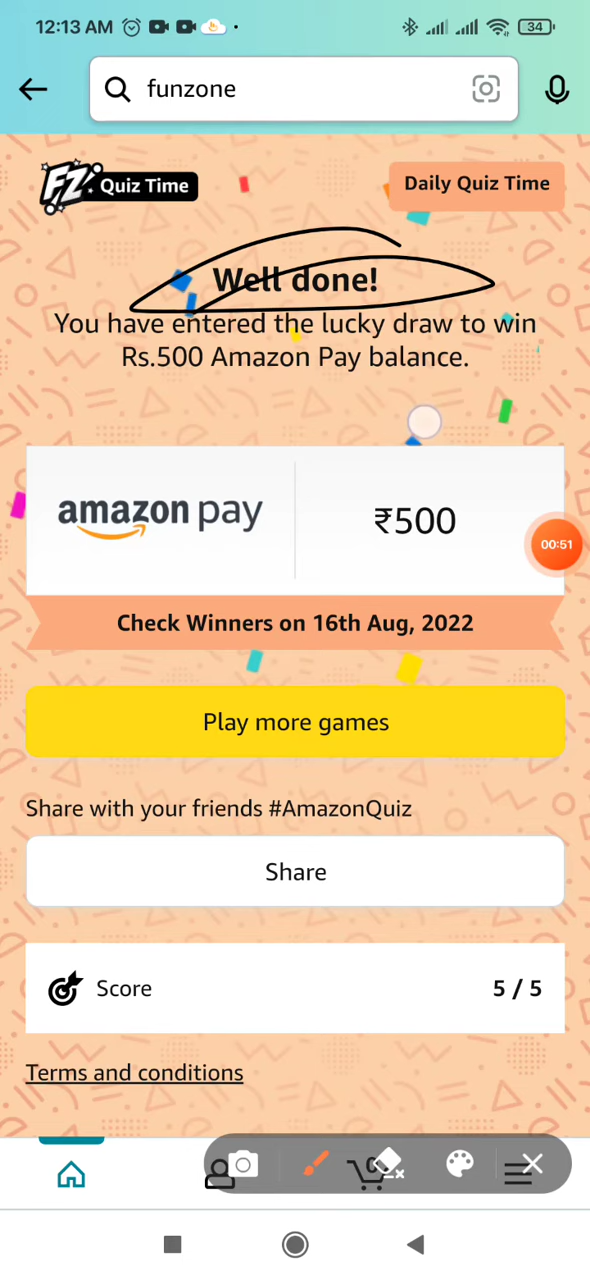 12:13 AM
34
funzone
FZ Quiz Time
Daily Quiz Time
Well done!
You have entered the lucky draw to win
Rs.500 Amazon Pay balance.
amazon pay
₹500
00:51
Check Winners on 16th Aug, 2022
Play more games
Share with your friends #AmazonQuiz
Share
Score
5 / 5
Terms and conditions